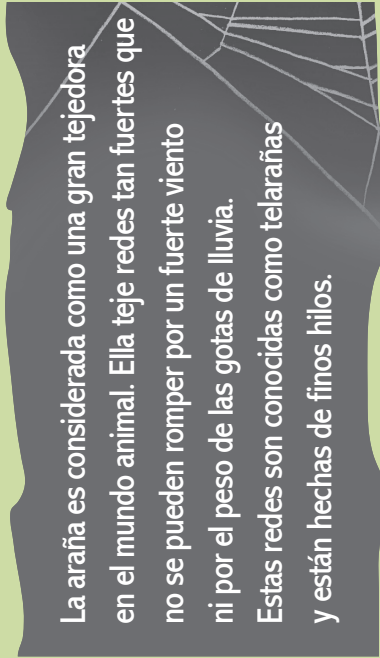 La araña es considerada como una gran tejedora
en el mundo animal. Ella teje redes tan fuertes que
no se pueden romper por un fuerte viento
ni por el peso de las gotas de lluvia.
Estas redes son conocidas como telarañas
y están hechas de finos hilos.